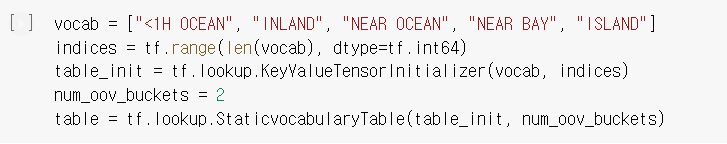 [ ] vocab = ["<1H OCEAN", "INLAND", "NEAR OCEAN", "NEAR BAY", "ISLAND"]
indices = tf.range(len(vocab), dtype=tf.int64)
table_init = tf.lookup.KeyValueTensorInitializer(vocab, indices)
num_oov_buckets = 2
table = tf.lookup.StaticvocabularyTable(table_init, num_oov_buckets)